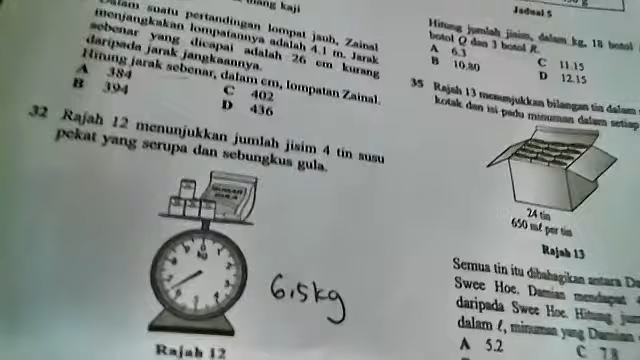 Dalam suatu pertandingan lompat jauh, Zainal
menjangkakan lompatannya adalah 4.1 m. Jarak
sebenar yang dicapai adalah 26 cm kurang
daripada jarak jangkaannya.
Hitung jarak sebenar, dalam cm, lompatan Zainal.
A 384
B 394
C 402
D 436
32 Rajah 12 menunjukkan jumlah jisim 4 tin susu
pekat yang serupa dan sebungkus gula.
kg
6.5kg
Rajah 12
Jadual 5
Hitung jumlah jisim, dalam kg, 18 botol
botol Q dan 3 botol R.
A 6.3
B 10.80
C 11.15
D 12.15
35 Rajah 13 menunjukkan bilangan tin dalam
kotak dan isi padu minuman dalam setiap
24 tin
650 ml per tin
Rajah 13
Semua tin itu dibahagikan antara
Swee Hoe. Damian mendapat
daripada Swee Hoe. Hitung
dalam ℓ, minuman yang Damian
A 5.2
C 7.8